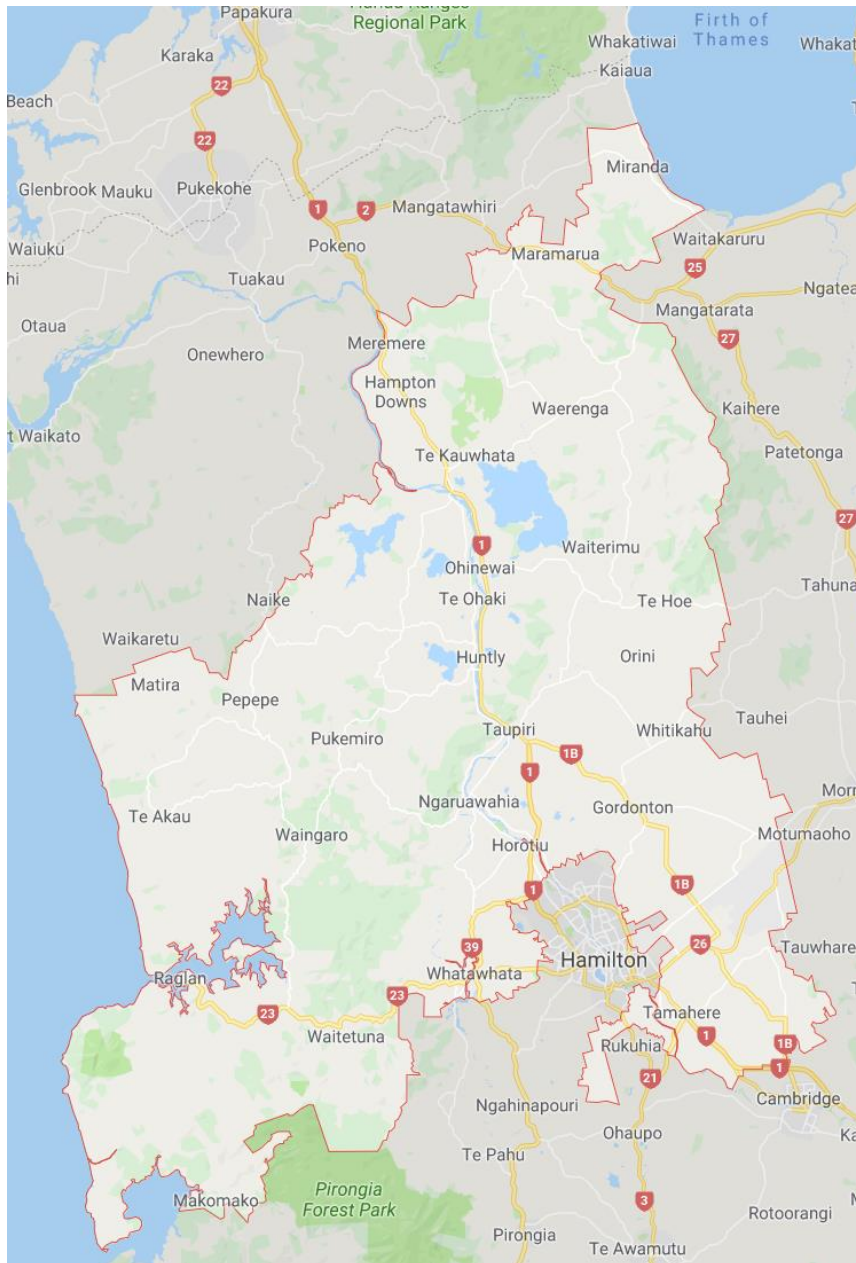 Papakura
Regional Park
Firth of
Thames
Whakatiwai
Karaka
Kaiaua
22
Beach
22
Miranda
Glenbrook
Mauku
Pukekohe
1
2
Mangatawhiri
Waiuku
Pokeno
Maramarua
Waitakaruru
hi
Tuakau
25
Ngatea
Mangatarata
Otaua
Onewhero
Meremere
27
Hampton
Downs
Waerenga
Kaihere
t Waikato
Te Kauwhata
Patetonga
27
1
Waiterimu
Ohinewai
Tahuna
Naike
Te Ohaki
Te Hoe
Waikaretu
Huntly
Orini
Matira
Pepepe
Tauhei
Taupiri
Whitikahu
Pukemiro
1B
1
Ngaruawahia
Gordonton
Te Akau
Waingaro
Motumaoho
Horotiu
1
1B
39
26
Tauwhare
Hamilton
Raglan
Whatawhata
23
23
Tamahere
Waitetuna
1
1B
Rukuhia
1
21
Cambridge
Ngahinapouri
Ohaupo
Te Pahu
Makomako
Pirongia
Forest Park
3
Rotoorangi
Pirongia
Te Awamutu